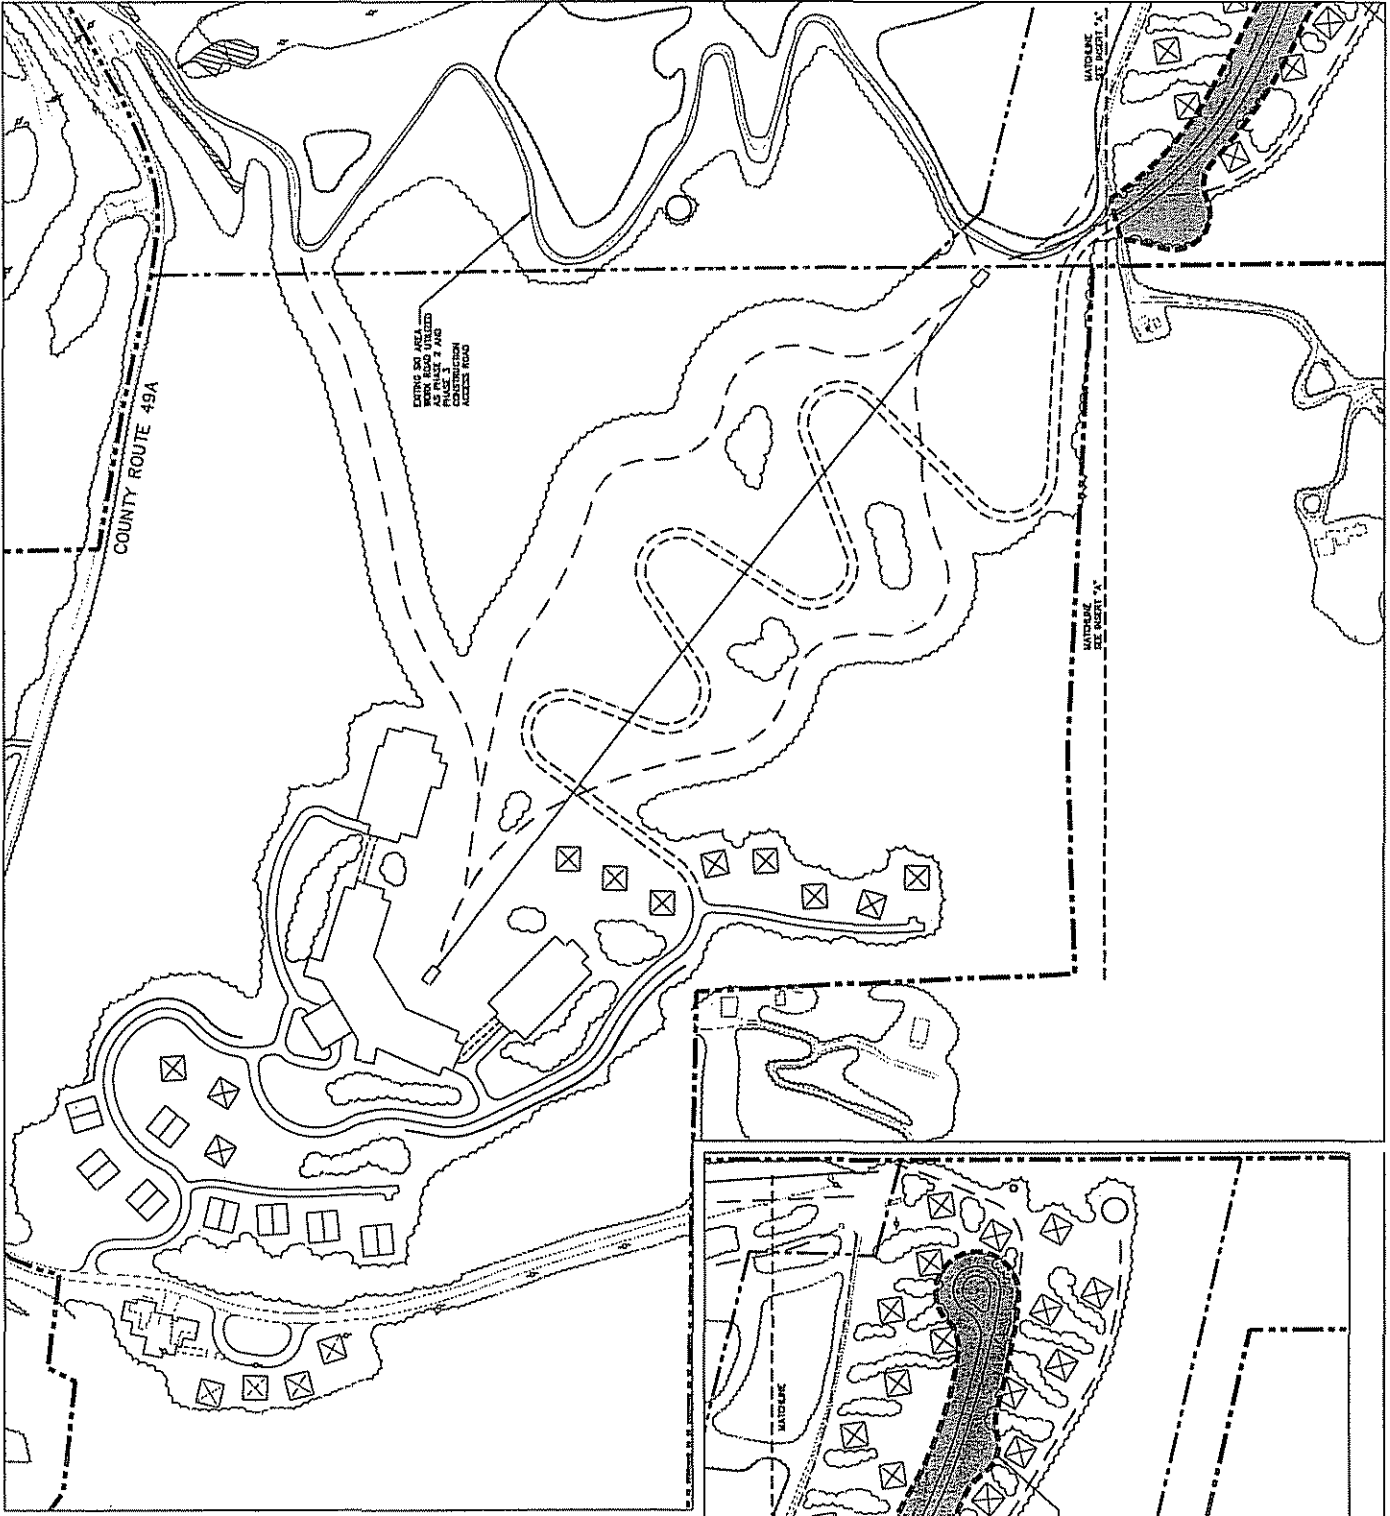 MATCHLINE
SEE INSERT "A"
EXITING SKI AREA
WORK ROAD UTILIZED
AS PHASE 2 AND
PHASE 3
CONSTRUCTION
ACCESS ROAD
COUNTY ROUTE 49A
MATCHLINE
SEE INSERT "A"
MATCHLINE